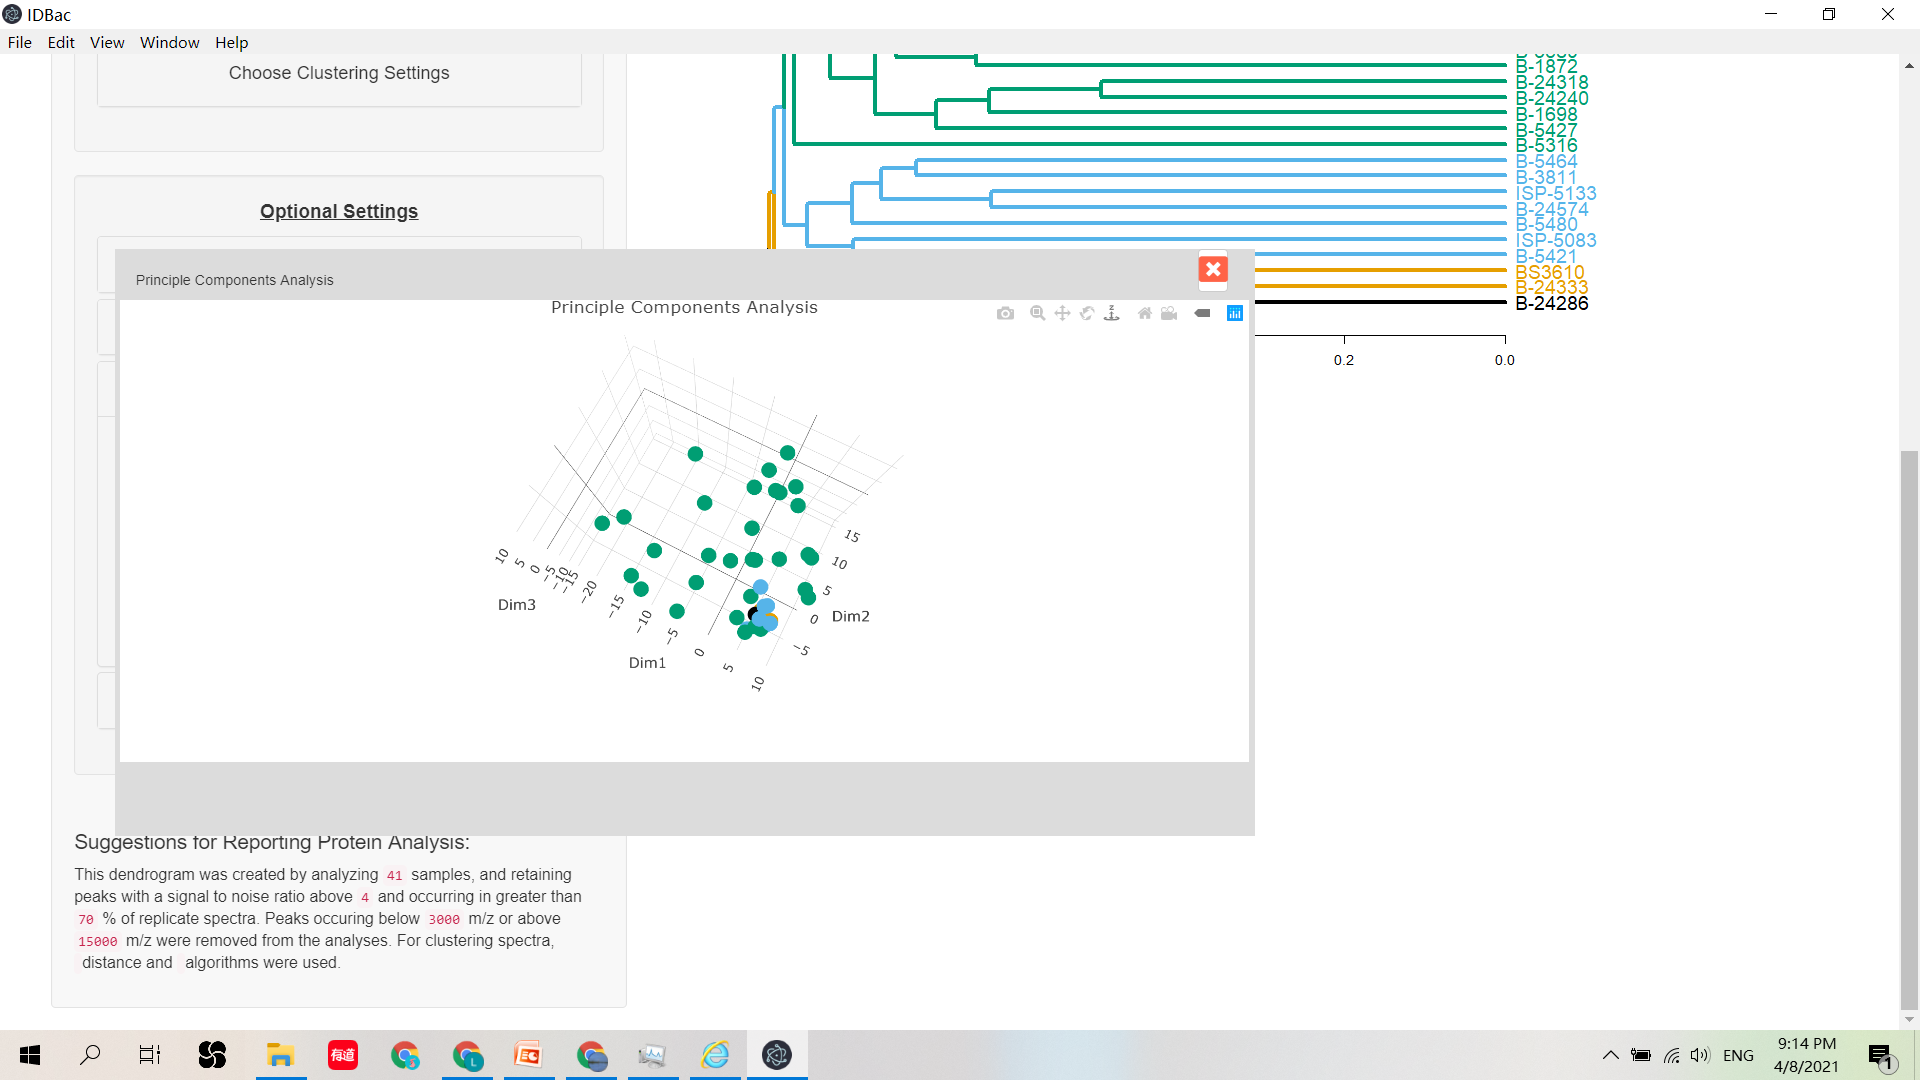 IDBac
File Edit View Window Help
Choose Clustering Settings
Optional Settings
B-1872
B-24318
B-24240
B-1698
B-5427
B-5316
B-5464
B-3811
ISP-5133
B-24574
B-5480
ISP-5083
B-5421
BS3610
B-24333
B-24286
0.2 0.0
Principle Components Analysis
Principle Components Analysis
15
10
5
0
−5
Dim2
10
5
0
−5
−10
−15
Dim3
−20
−15
−10
−5
0
5
10
Dim1
Suggestions for Reporting Protein Analysis:
This dendrogram was created by analyzing 41 samples, and retaining
peaks with a signal to noise ratio above 4 and occurring in greater than
70 % of replicate spectra. Peaks occuring below 3000 m/z or above
15000 m/z were removed from the analyses. For clustering spectra,
distance and algorithms were used.
有道
ENG
9:14 PM
4/8/2021
1